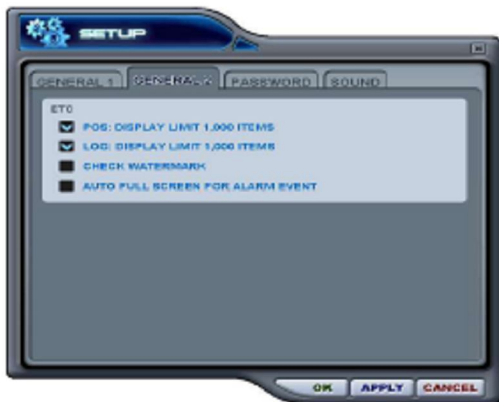 SETUP
GENERAL 1 GENERAL 2 PASSWORD SOUND
ETC
POS: DISPLAY LIMIT 1,000 ITEMS
LOG: DISPLAY LIMIT 1,000 ITEMS
CHECK WATERMARK
AUTO FULL SCREEN FOR ALARM EVENT
OK APPLY CANCEL